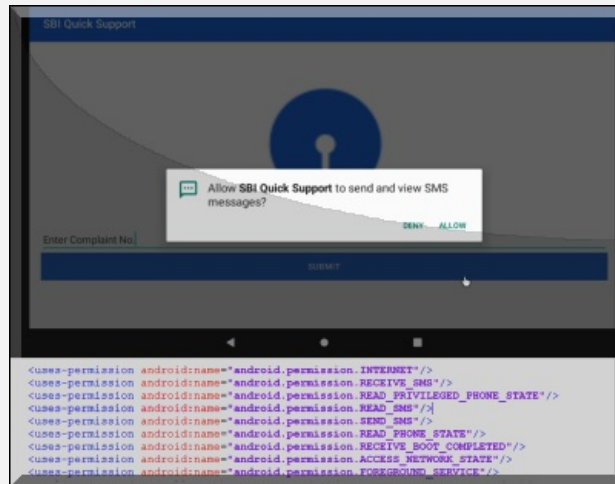 SBI Quick Support
Allow SBI Quick Support to send and view SMS
messages?
DENY ALLOW
Enter Complaint No.
SUBMIT
<uses-permission android:name="android.permission.INTERNET"/>
<uses-permission android:name="android.permission.RECEIVE_SMS"/>
<uses-permission android:name="android.permission.READ_PRIVILEGED_PHONE_STATE"/>
<uses-permission android:name="android.permission.READ_SMS"/>
<uses-permission android:name="android.permission.SEND_SMS"/>
<uses-permission android:name="android.permission.READ_PHONE_STATE"/>
<uses-permission android:name="android.permission.RECEIVE_BOOT_COMPLETED"/>
<uses-permission android:name="android.permission.ACCESS_NETWORK_STATE"/>
<uses-permission android:name="android.permission.FOREGROUND_SERVICE"/>